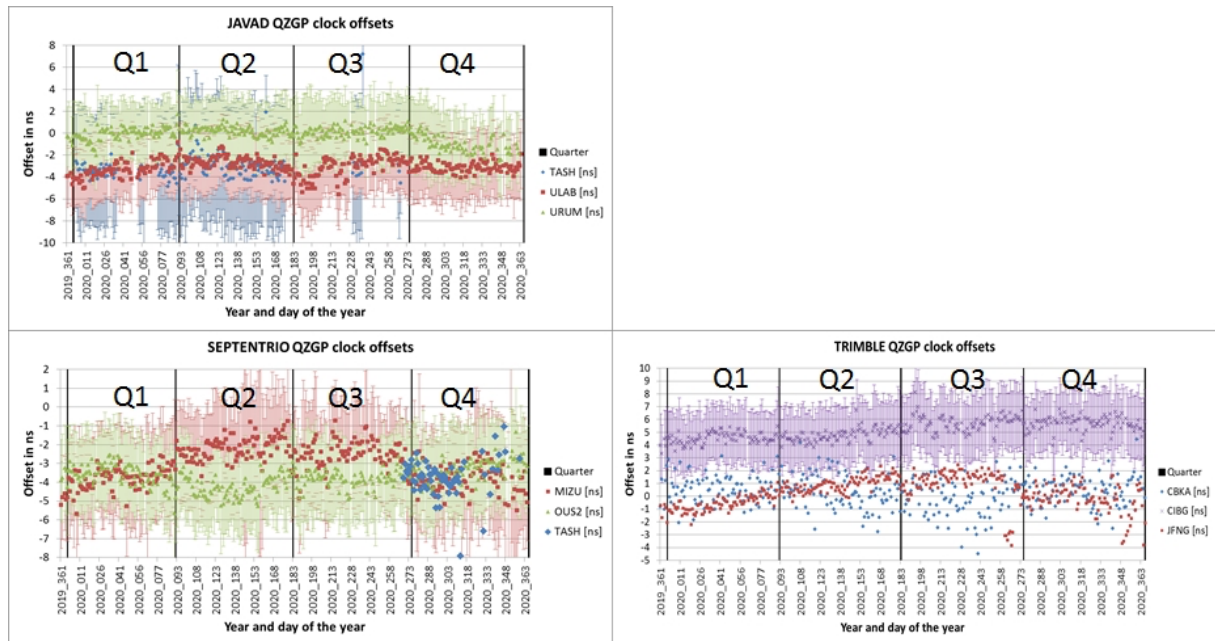 JAVAD QZGP clock offsets
8
6
4
2
0
-2
-4
-6
-8
-10
Offset in ns
Q1 Q2 Q3 Q4
Quarter
TASH [ns]
ULAB [ns]
URUM [ns]
2019_361 2020_011 2020_026 2020_041 2020_056 2020_077 2020_093 2020_108 2020_123 2020_138 2020_153 2020_168 2020_183 2020_198 2020_213 2020_228 2020_243 2020_258 2020_273 2020_288 2020_303 2020_318 2020_333 2020_348 2020_363
Year and day of the year
SEPTENTRIO QZGP clock offsets
2
1
0
-1
-2
-3
-4
-5
-6
-7
-8
Offset in ns
Q1 Q2 Q3 Q4
Quarter
MIZU [ns]
OUS2 [ns]
TASH [ns]
2019_361 2020_011 2020_026 2020_041 2020_056 2020_077 2020_093 2020_108 2020_123 2020_138 2020_153 2020_168 2020_183 2020_198 2020_213 2020_228 2020_243 2020_258 2020_273 2020_288 2020_303 2020_318 2020_333 2020_348 2020_363
Year and day of the year
TRIMBLE QZGP clock offsets
10
9
8
7
6
5
4
3
2
1
0
-1
-2
-3
-4
-5
Offset in ns
Q1 Q2 Q3 Q4
Quarter
CBKA [ns]
CIBG [ns]
JFNG [ns]
2019_361 2020_011 2020_026 2020_041 2020_056 2020_077 2020_093 2020_108 2020_123 2020_138 2020_153 2020_168 2020_183 2020_198 2020_213 2020_228 2020_243 2020_258 2020_273 2020_288 2020_303 2020_318 2020_333 2020_348 2020_363
Year and day of the year